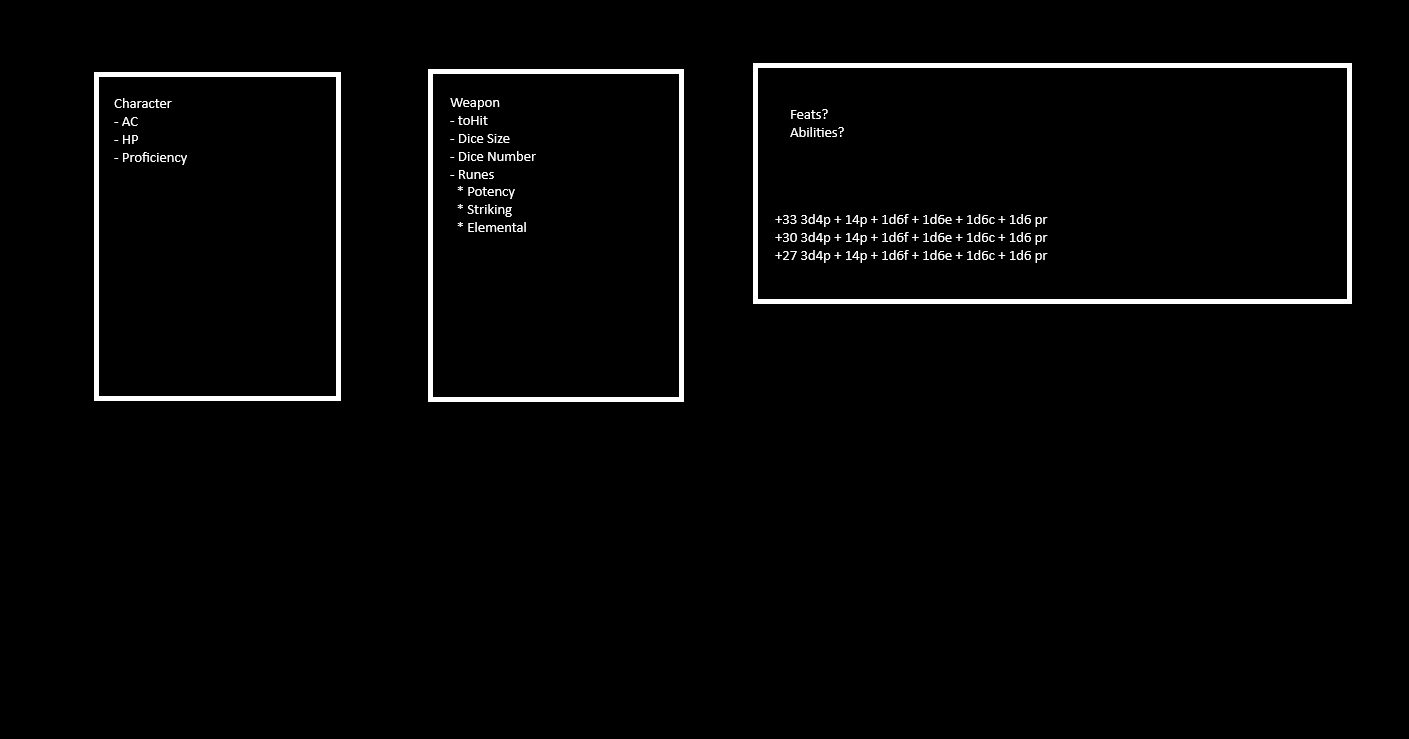 Character
- AC
- HP
- Proficiency
Weapon
- toHit
- Dice Size
- Dice Number
- Runes
* Potency
* Striking
* Elemental
Feats?
Abilities?
+33 3d4p + 14p + 1d6f + 1d6e + 1d6c + 1d6 pr
+30 3d4p + 14p + 1d6f + 1d6e + 1d6c + 1d6 pr
+27 3d4p + 14p + 1d6f + 1d6e + 1d6c + 1d6 pr